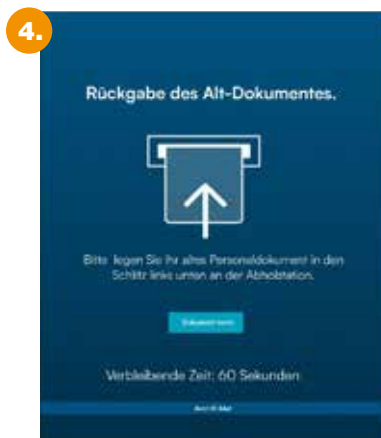 4.
Rückgabe des Alt-Dokumentes.
Bitte legen Sie Ihr altes Personaldokument in den
Schlitz links unten an der Abholstation.
Verbleibende Zeit: 60 Sekunden